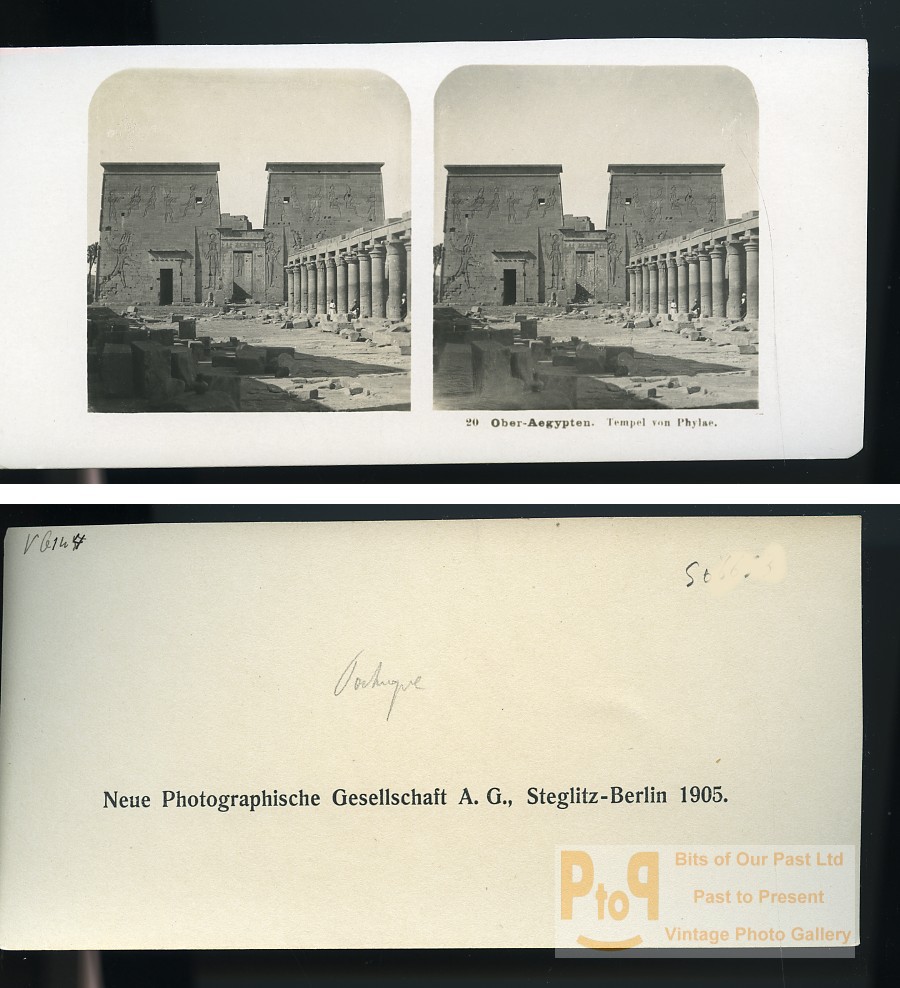 20 Ober-Aegypten. Tempel von Phylae.
St
Neue Photographische Gesellschaft A. G., Steglitz-Berlin 1905.
PtoP
Bits of Our Past Ltd
Past to Present
Vintage Photo Gallery